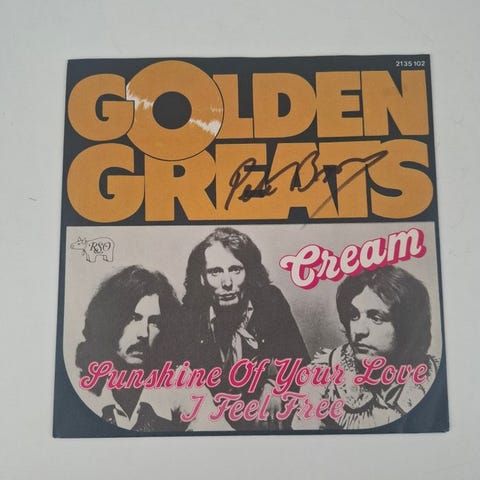 2135 102
GOLDEN
GREATS
RSO
Cream
Sunshine Of Your Love
I Feel Free